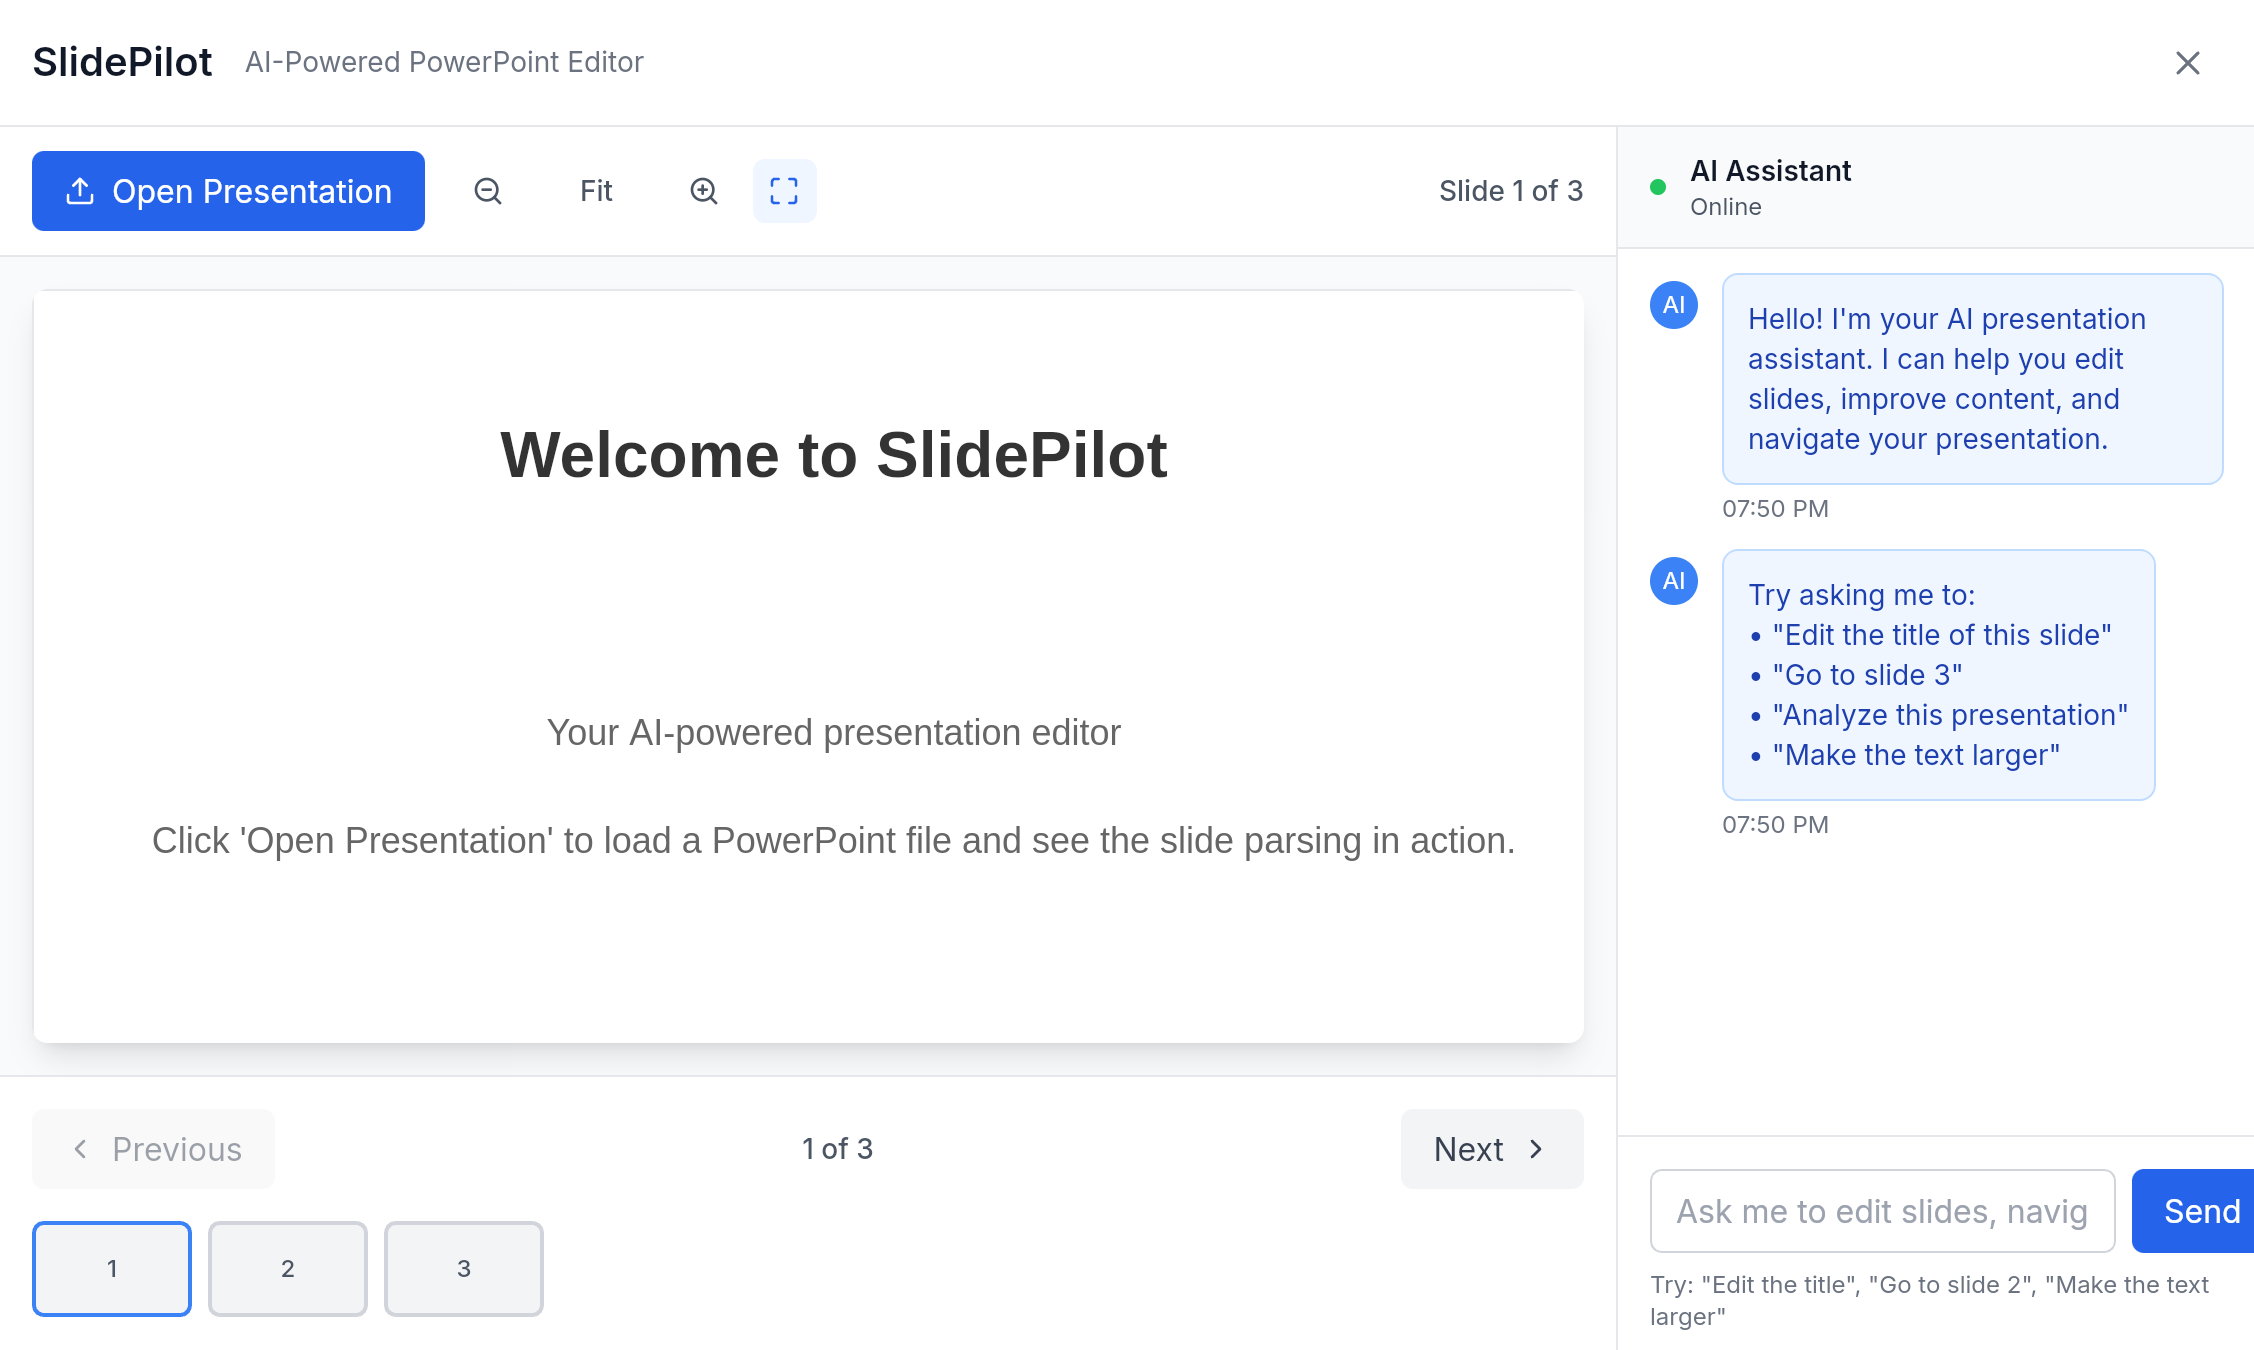 SlidePilot
AI-Powered PowerPoint Editor
Open Presentation
Fit
Slide 1 of 3
Welcome to SlidePilot
Your AI-powered presentation editor
Click 'Open Presentation' to load a PowerPoint file and see the slide parsing in action.
Previous
1 of 3
Next
1
2
3
AI Assistant
Online
AI
Hello! I'm your AI presentation
assistant. I can help you edit
slides, improve content, and
navigate your presentation.
07:50 PM
AI
Try asking me to:
• "Edit the title of this slide"
• "Go to slide 3"
• "Analyze this presentation"
• "Make the text larger"
07:50 PM
Ask me to edit slides, navig
Send
Try: "Edit the title", "Go to slide 2", "Make the text
larger"